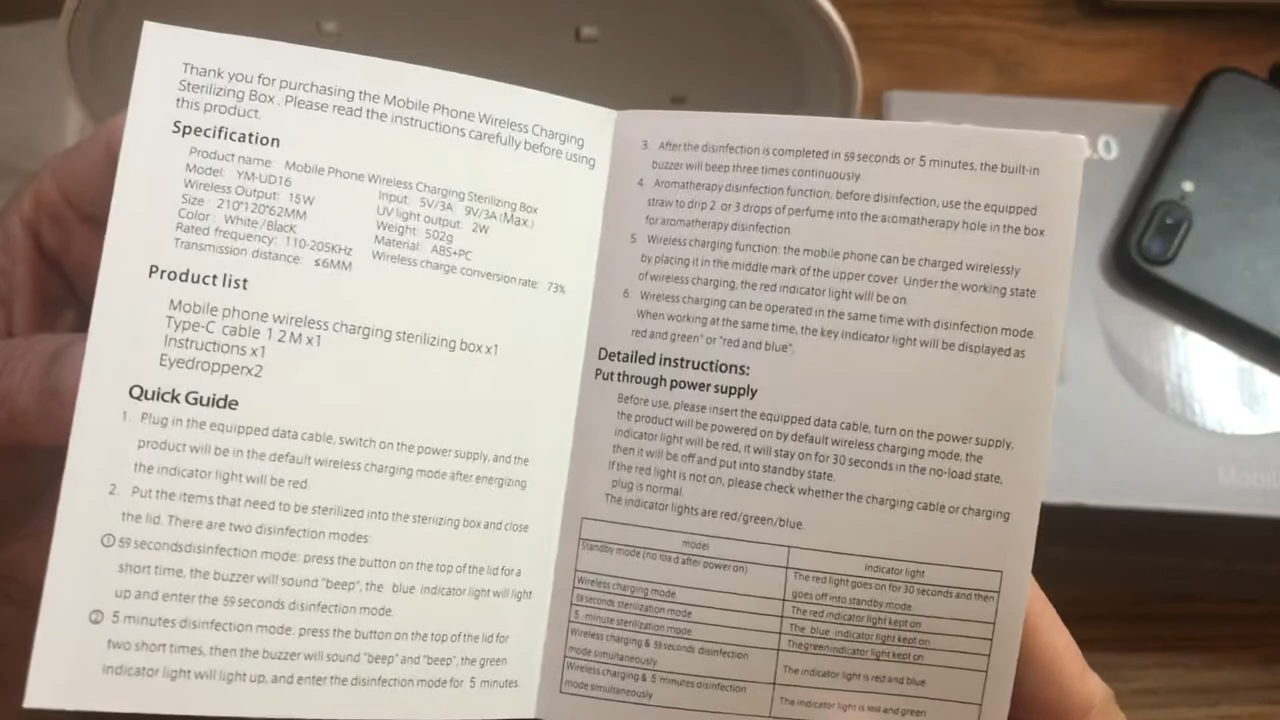 Thank you for purchasing the Mobile Phone Wireless Charging
Sterilizing Box . Please read the instructions carefully before using
this product.
Specification
Product name: Mobile Phone Wireless Charging Sterilizing Box
Model: YM-UD16
Input: 5V/3A 9V/3A (Max.)
Wireless Output: 15W
UV light output: 2W
Size: 210*120*62MM
Weight: 502g
Color: White/Black
Material: ABS+PC
Rated frequency: 110-205KHz
Wireless charge conversion rate: 73%
Transmission distance: ≤6MM
Product list
Mobile phone wireless charging sterilizing box x1
Type-C cable 1.2M x1
Instructions x1
Eyedropperx2
Quick Guide
1. Plug in the equipped data cable, switch on the power supply, and the
product will be in the default wireless charging mode after energizing
the indicator light will be red.
2. Put the items that need to be sterilized into the sterilizing box and close
the lid. There are two disinfection modes
① 59 secondsdisinfection mode: press the button on the top of the lid for a
short time, the buzzer will sound "beep", the blue indicator light will light
up and enter the 59 seconds disinfection mode.
② 5 minutes disinfection mode: press the button on the top of the lid for
two short times, then the buzzer will sound "beep" and "beep", the green
indicator light will light up, and enter the disinfection mode for 5 minutes.
3. After the disinfection is completed in 59 seconds or 5 minutes, the built-in
buzzer will beep three times continuously.
4. Aromatherapy disinfection function, before disinfection, use the equipped
straw to drip 2 or 3 drops of perfume into the aromatherapy hole in the box
for aromatherapy disinfection.
5. Wireless charging function: the mobile phone can be charged wirelessly
by placing it in the middle mark of the upper cover. Under the working state
of wireless charging, the red indicator light will be on.
6. Wireless charging can be operated in the same time with disinfection mode.
When working at the same time, the key indicator light will be displayed as
red and green" or "red and blue".
Detailed instructions:
Put through power supply
Before use, please insert the equipped data cable, turn on the power supply,
the product will be powered on by default wireless charging mode, the
indicator light will be red, it will stay on for 30 seconds in the no-load state,
then it will be off and put into standby state.
If the red light is not on, please check whether the charging cable or charging
plug is normal.
The indicator lights are red/green/blue.
model
indicator light
Standby mode (no load after power on)
The red light goes on for 30 seconds and then
goes off into standby mode
Wireless charging mode
The red indicator light kept on
59 seconds sterilization mode
The blue indicator light kept on
5 minute sterilization mode
The green indicator light kept on
Wireless charging & 59 seconds disinfection
mode simultaneously
The indicator light is red and blue
Wireless charging & 5 minutes disinfection
mode simultaneously
The indicator light is red and green
.0
Mobil